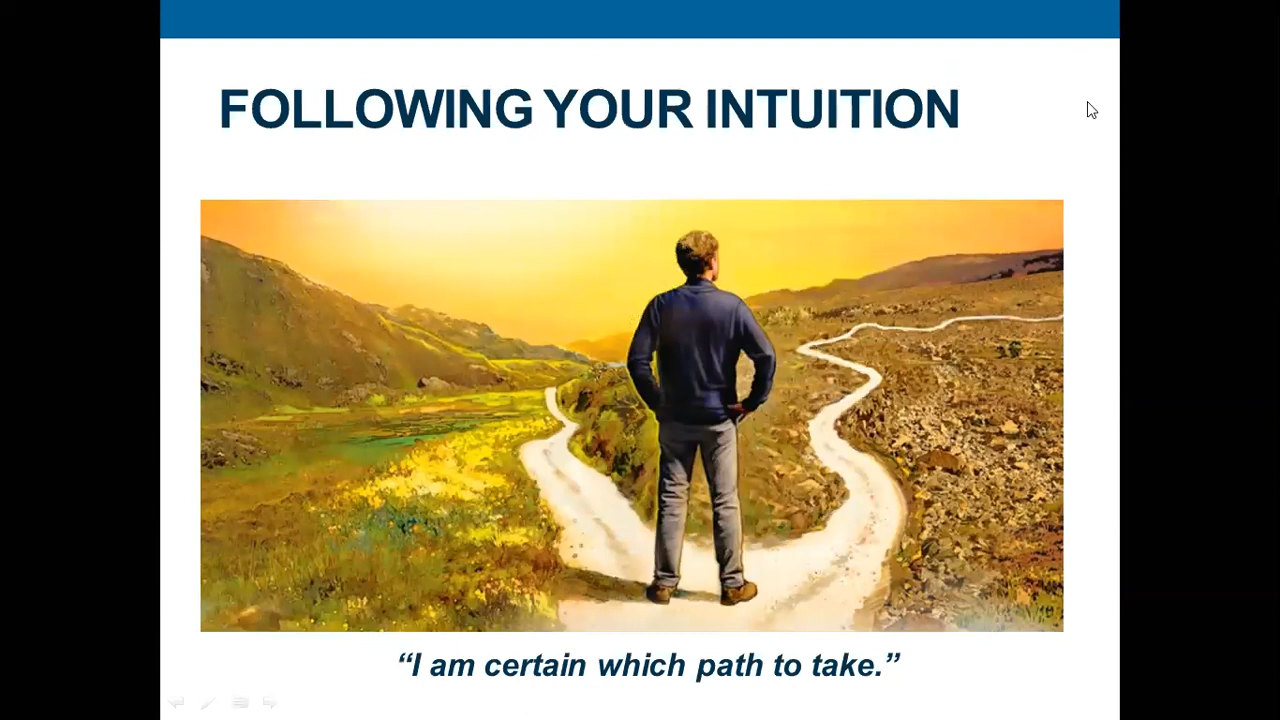 FOLLOWING YOUR INTUITION
“I am certain which path to take.”